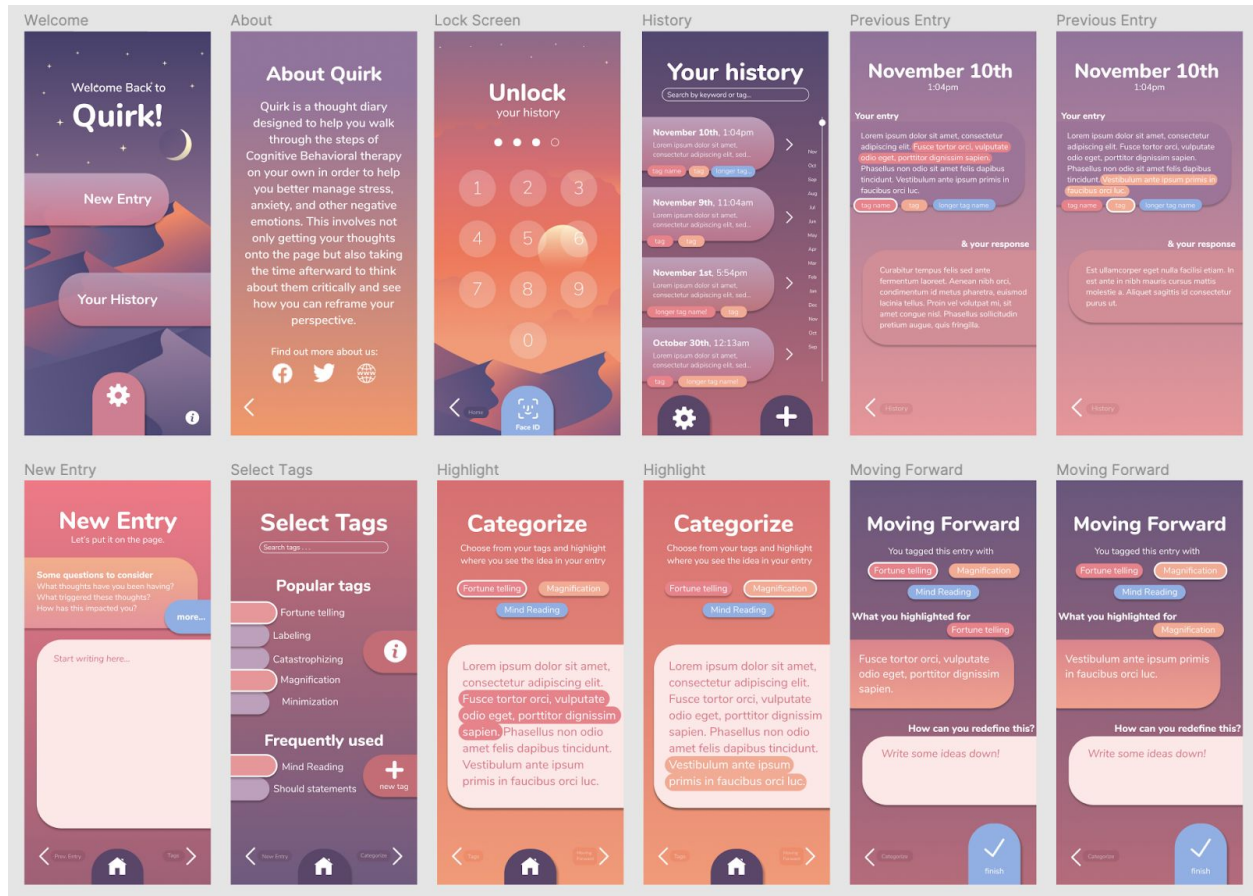 Welcome
About
Lock Screen
History
Previous Entry
Previous Entry
Welcome Back to
Quirk!
New Entry
Your History
About Quirk
Quirk is a thought diary
designed to help you walk
through the steps of
Cognitive Behavioral therapy
on your own in order to help
you better manage stress,
anxiety, and other negative
emotions. This involves not
only getting your thoughts
onto the page but also taking
the time afterward to think
about them critically and see
how you can reframe your
perspective.
Find out more about us:
Unlock
your history
1 2 3
4 5 6
7 8 9
0
Home
Face ID
Your history
Search by keyword or tag...
November 10th, 1:04pm
Lorem ipsum dolor sit amet,
consectetur adipiscing elit, sed...
tag name tag longer tag...
November 9th, 11:04am
Lorem ipsum dolor sit amet,
consectetur adipiscing elit, sed...
tag tag
November 1st, 5:54pm
Lorem ipsum dolor sit amet,
consectetur adipiscing elit, sed...
longer tag name! tag
October 30th, 12:13am
Lorem ipsum dolor sit amet,
consectetur adipiscing elit, sed...
tag longer tag name!
Nov
Oct
Sep
Aug
Jul
Jun
May
Apr
Mar
Feb
Jan
Dec
Nov
Oct
Sep
November 10th
1:04pm
Your entry
Lorem ipsum dolor sit amet, consectetur
adipiscing elit. Fusce tortor orci, vulputate
odio eget, porttitor dignissim sapien.
Phasellus non odio sit amet felis dapibus
tincidunt. Vestibulum ante ipsum primis in
faucibus orci luc.
tag name tag longer tag name
& your response
Curabitur tempus felis sed ante
fermentum laoreet. Aenean nibh orci,
condimentum id metus pharetra, euismod
lacinia tellus. Proin vel volutpat mi, sit
amet congue nisl. Phasellus sollicitudin
pretium augue, quis fringilla.
History
November 10th
1:04pm
Your entry
Lorem ipsum dolor sit amet, consectetur
adipiscing elit. Fusce tortor orci, vulputate
odio eget, porttitor dignissim sapien.
Phasellus non odio sit amet felis dapibus
tincidunt. Vestibulum ante ipsum primis in
faucibus orci luc.
tag name tag longer tag name
& your response
Est ullamcorper eget nulla facilisi etiam. In
est ante in nibh mauris cursus mattis
molestie a. Aliquet sagittis id consectetur
purus ut.
History
New Entry
Select Tags
Highlight
Highlight
Moving Forward
Moving Forward
New Entry
Let's put it on the page.
Some questions to consider
What thoughts have you been having?
What triggered these thoughts?
How has this impacted you?
more...
Start writing here...
Prev. Entry
Tags
Select Tags
Search tags . . .
Popular tags
Fortune telling
Labeling
Catastrophizing
Magnification
Minimization
Frequently used
Mind Reading
Should statements
new tag
New Entry
Categorize
Categorize
Choose from your tags and highlight
where you see the idea in your entry
Fortune telling Magnification
Mind Reading
Lorem ipsum dolor sit amet,
consectetur adipiscing elit.
Fusce tortor orci, vulputate
odio eget, porttitor dignissim
sapien. Phasellus non odio
amet felis dapibus tincidunt.
Vestibulum ante ipsum
primis in faucibus orci luc.
Tags
Moving
Forward
Categorize
Choose from your tags and highlight
where you see the idea in your entry
Fortune telling Magnification
Mind Reading
Lorem ipsum dolor sit amet,
consectetur adipiscing elit.
Fusce tortor orci, vulputate
odio eget, porttitor dignissim
sapien. Phasellus non odio
amet felis dapibus tincidunt.
Vestibulum ante ipsum
primis in faucibus orci luc.
Tags
Moving
Forward
Moving Forward
You tagged this entry with
Fortune telling Magnification
Mind Reading
What you highlighted for
Fortune telling
Fusce tortor orci, vulputate
odio eget, porttitor dignissim
sapien.
How can you redefine this?
Write some ideas down!
Categorize
finish
Moving Forward
You tagged this entry with
Fortune telling Magnification
Mind Reading
What you highlighted for
Magnification
Vestibulum ante ipsum primis
in faucibus orci luc.
How can you redefine this?
Write some ideas down!
Categorize
finish